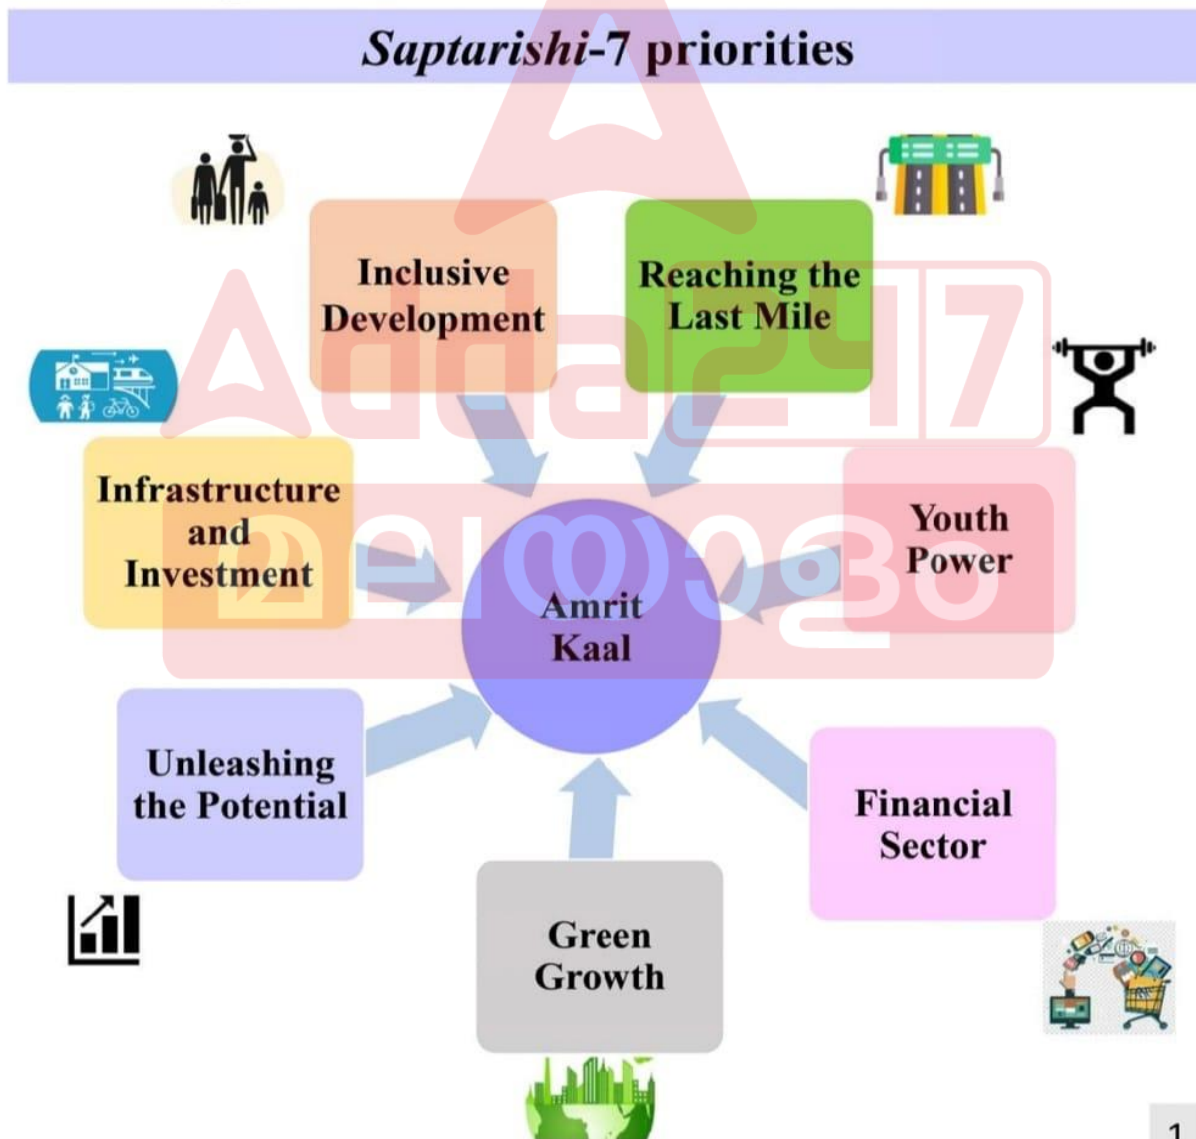 Saptarishi-7 priorities
Inclusive
Development
Reaching the
Last Mile
Adda247
Infrastructure
and
Investment
മലയാളം
Youth
Power
Amrit
Kaal
Unleashing
the Potential
Financial
Sector
Green
Growth
1